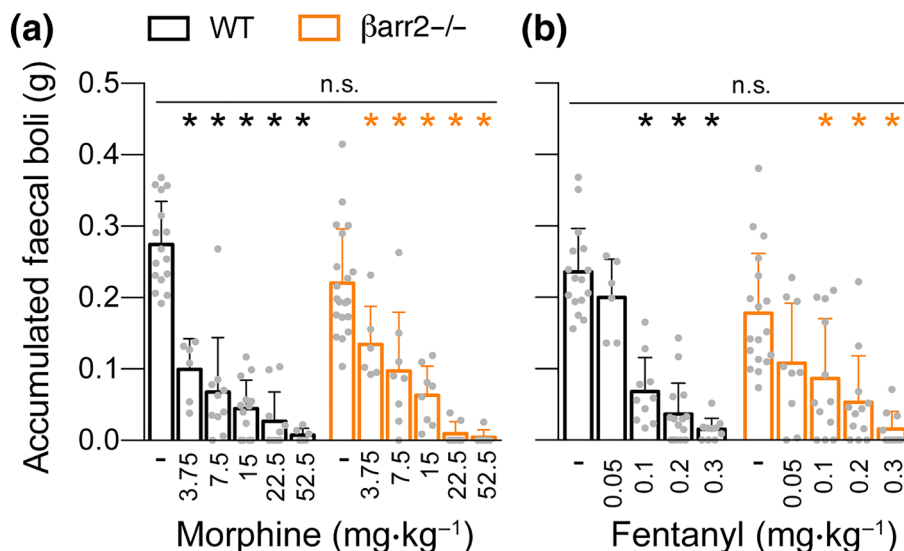 (a) WT βarr2–/– (b)
n.s. n.s.
Accumulated faecal boli (g)
0.5
0.4
0.3
0.2
0.1
0.0
* * * * * * * * * *
* * * * * *
- 3.75 7.5 15 22.5 52.5 - 3.75 7.5 15 22.5 52.5
- 0.05 0.1 0.2 0.3 - 0.05 0.1 0.2 0.3
Morphine (mg·kg⁻¹) Fentanyl (mg·kg⁻¹)